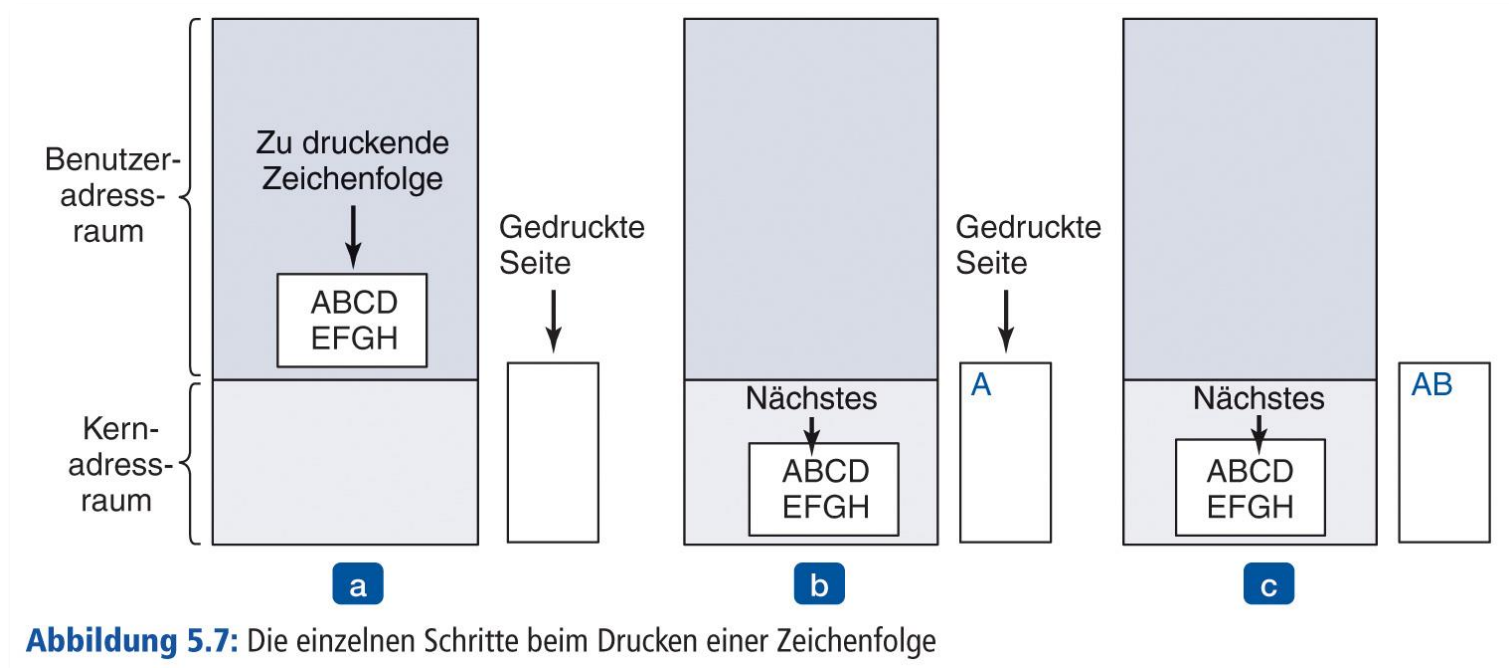 Benutzer-
adress-
raum
Kern-
adress-
raum
Zu druckende
Zeichenfolge
ABCD
EFGH
Gedruckte
Seite
a
Nächstes
ABCD
EFGH
Gedruckte
Seite
A
b
Nächstes
ABCD
EFGH
AB
c
Abbildung 5.7: Die einzelnen Schritte beim Drucken einer Zeichenfolge